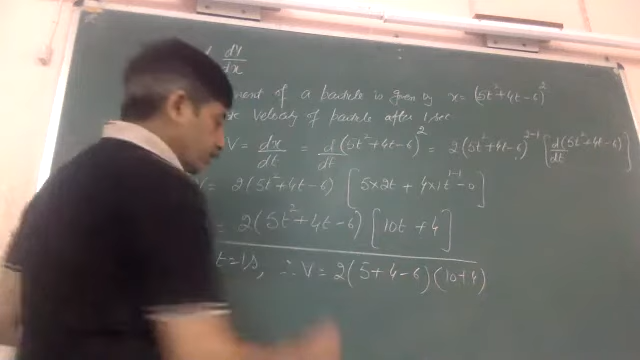 dy/dx
ment of a particle is given by x = (5t²+4t-6)²
Velocity of particle after 1 sec
V = dx/dt = d/dt (5t²+4t-6)² = 2(5t²+4t-6)²⁻¹ [d(5t²+4t-6)/dt]
= 2(5t²+4t-6) [5×2t + 4×1t¹⁻¹-0]
= 2(5t²+4t-6) [10t+4]
t=1s, ∴ V = 2(5+4-6)(10+4)